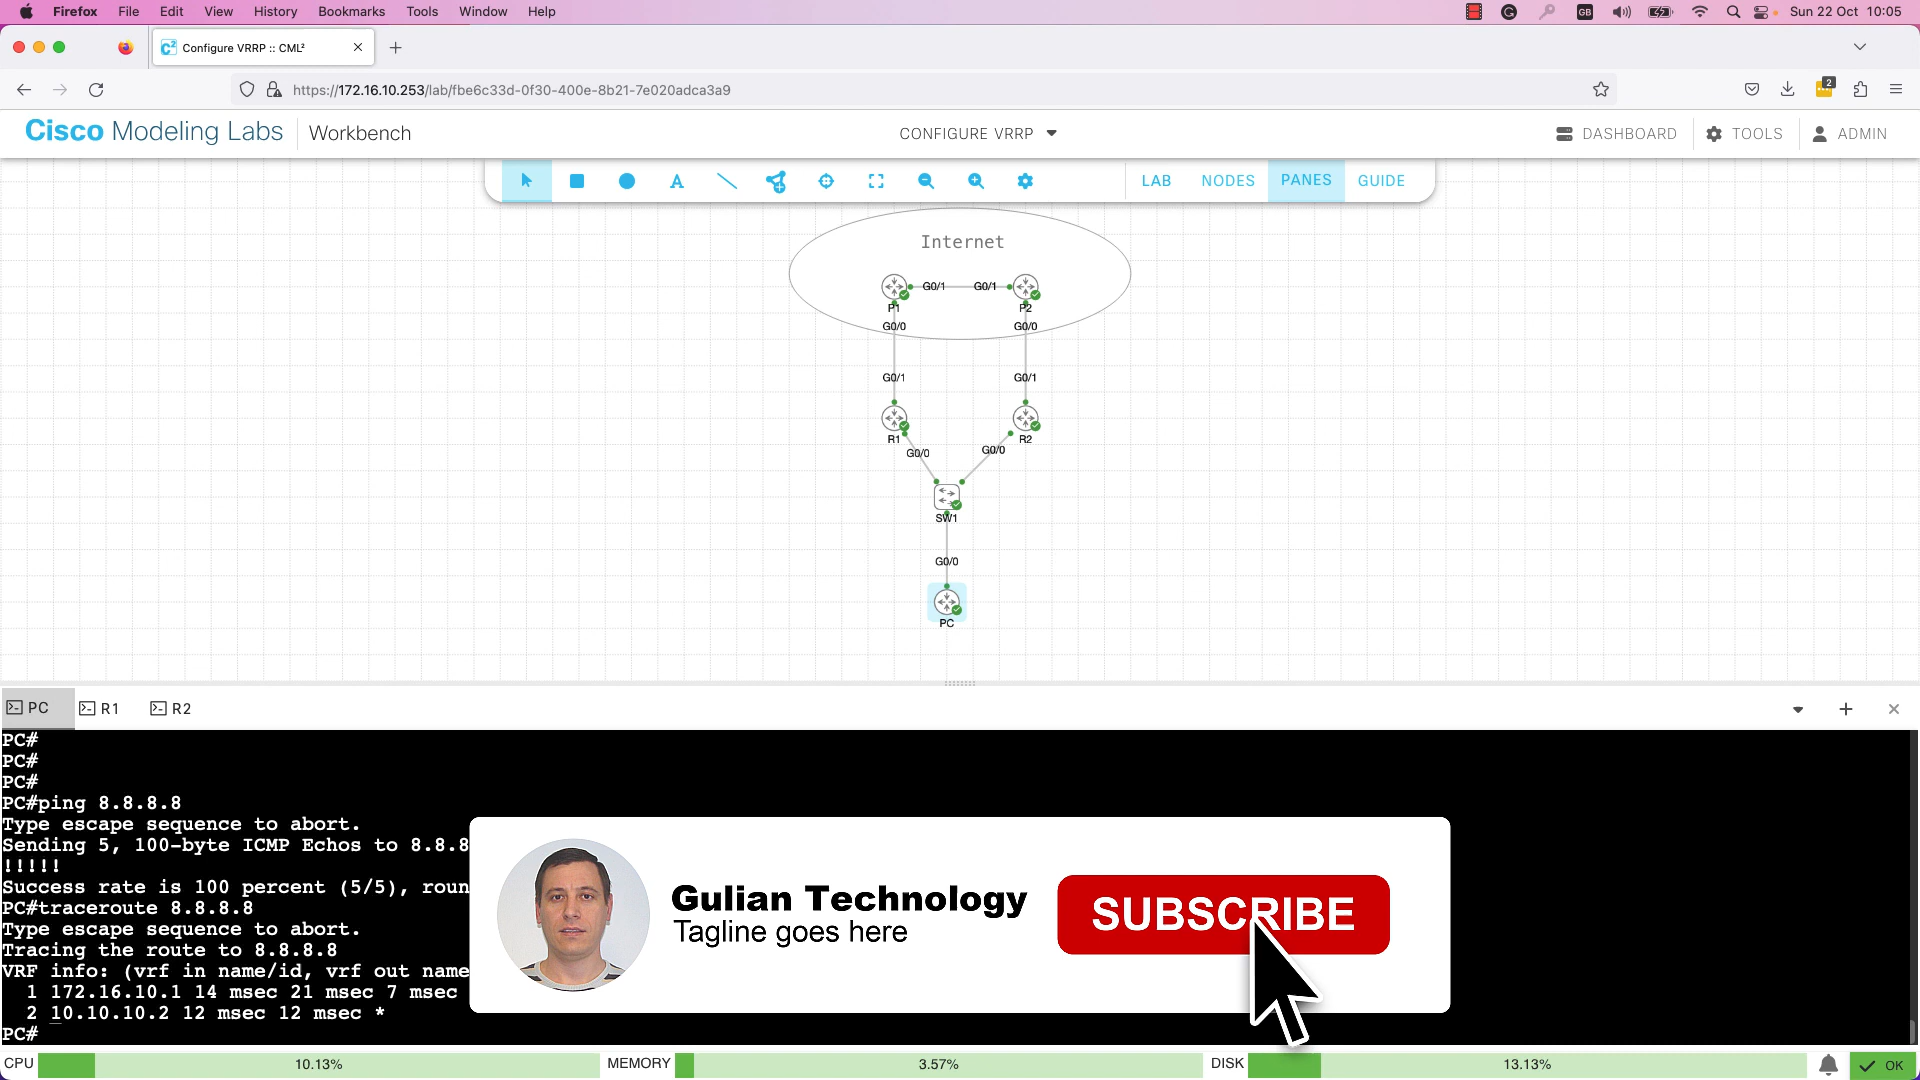 Firefox File Edit View History Bookmarks Tools Window Help
GB
Sun 22 Oct 10:05
Configure VRRP :: CML²
https://172.16.10.253/lab/fbe6c33d-0f30-400e-8b21-7e020adca3a9
2
Cisco Modeling Labs Workbench
CONFIGURE VRRP
DASHBOARD
TOOLS
ADMIN
A
LAB NODES PANES GUIDE
Internet
G0/1 G0/1
P1 P2
G0/0 G0/0
G0/1 G0/1
R1 R2
G0/0 G0/0
SW1
G0/0
PC
PC R1 R2
PC#
PC#
PC#
PC#ping 8.8.8.8
Type escape sequence to abort.
Sending 5, 100-byte ICMP Echos to 8.8.8
!!!!!
Success rate is 100 percent (5/5), roun
PC#traceroute 8.8.8.8
Type escape sequence to abort.
Tracing the route to 8.8.8.8
VRF info: (vrf in name/id, vrf out name
1 172.16.10.1 14 msec 21 msec 7 msec
2 10.10.10.2 12 msec 12 msec *
PC#
Gulian Technology
Tagline goes here
SUBSCRIBE
CPU 10.13% MEMORY 3.57% DISK 13.13% OK